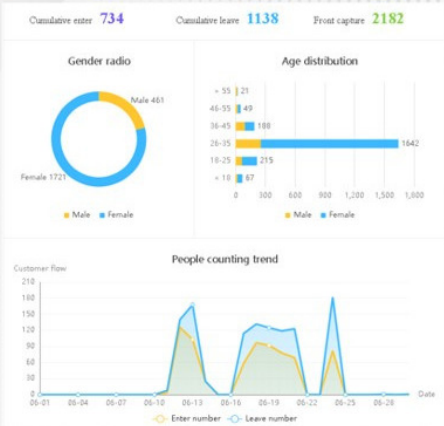 Cumulative enter 734 Cumulative leave 1138 Front capture 2182
Gender radio
Male 461
Female 1721
Male Female
Age distribution
> 55 21
46-55 49
36-45 188
26-35 1642
18-25 215
< 18 67
0 300 600 900 1,200 1,500 1,800
Male Female
People counting trend
Customer flow
210
180
150
120
90
60
30
0
06-01 06-04 06-07 06-10 06-13 06-16 06-19 06-22 06-25 06-28
Date
Enter number Leave number